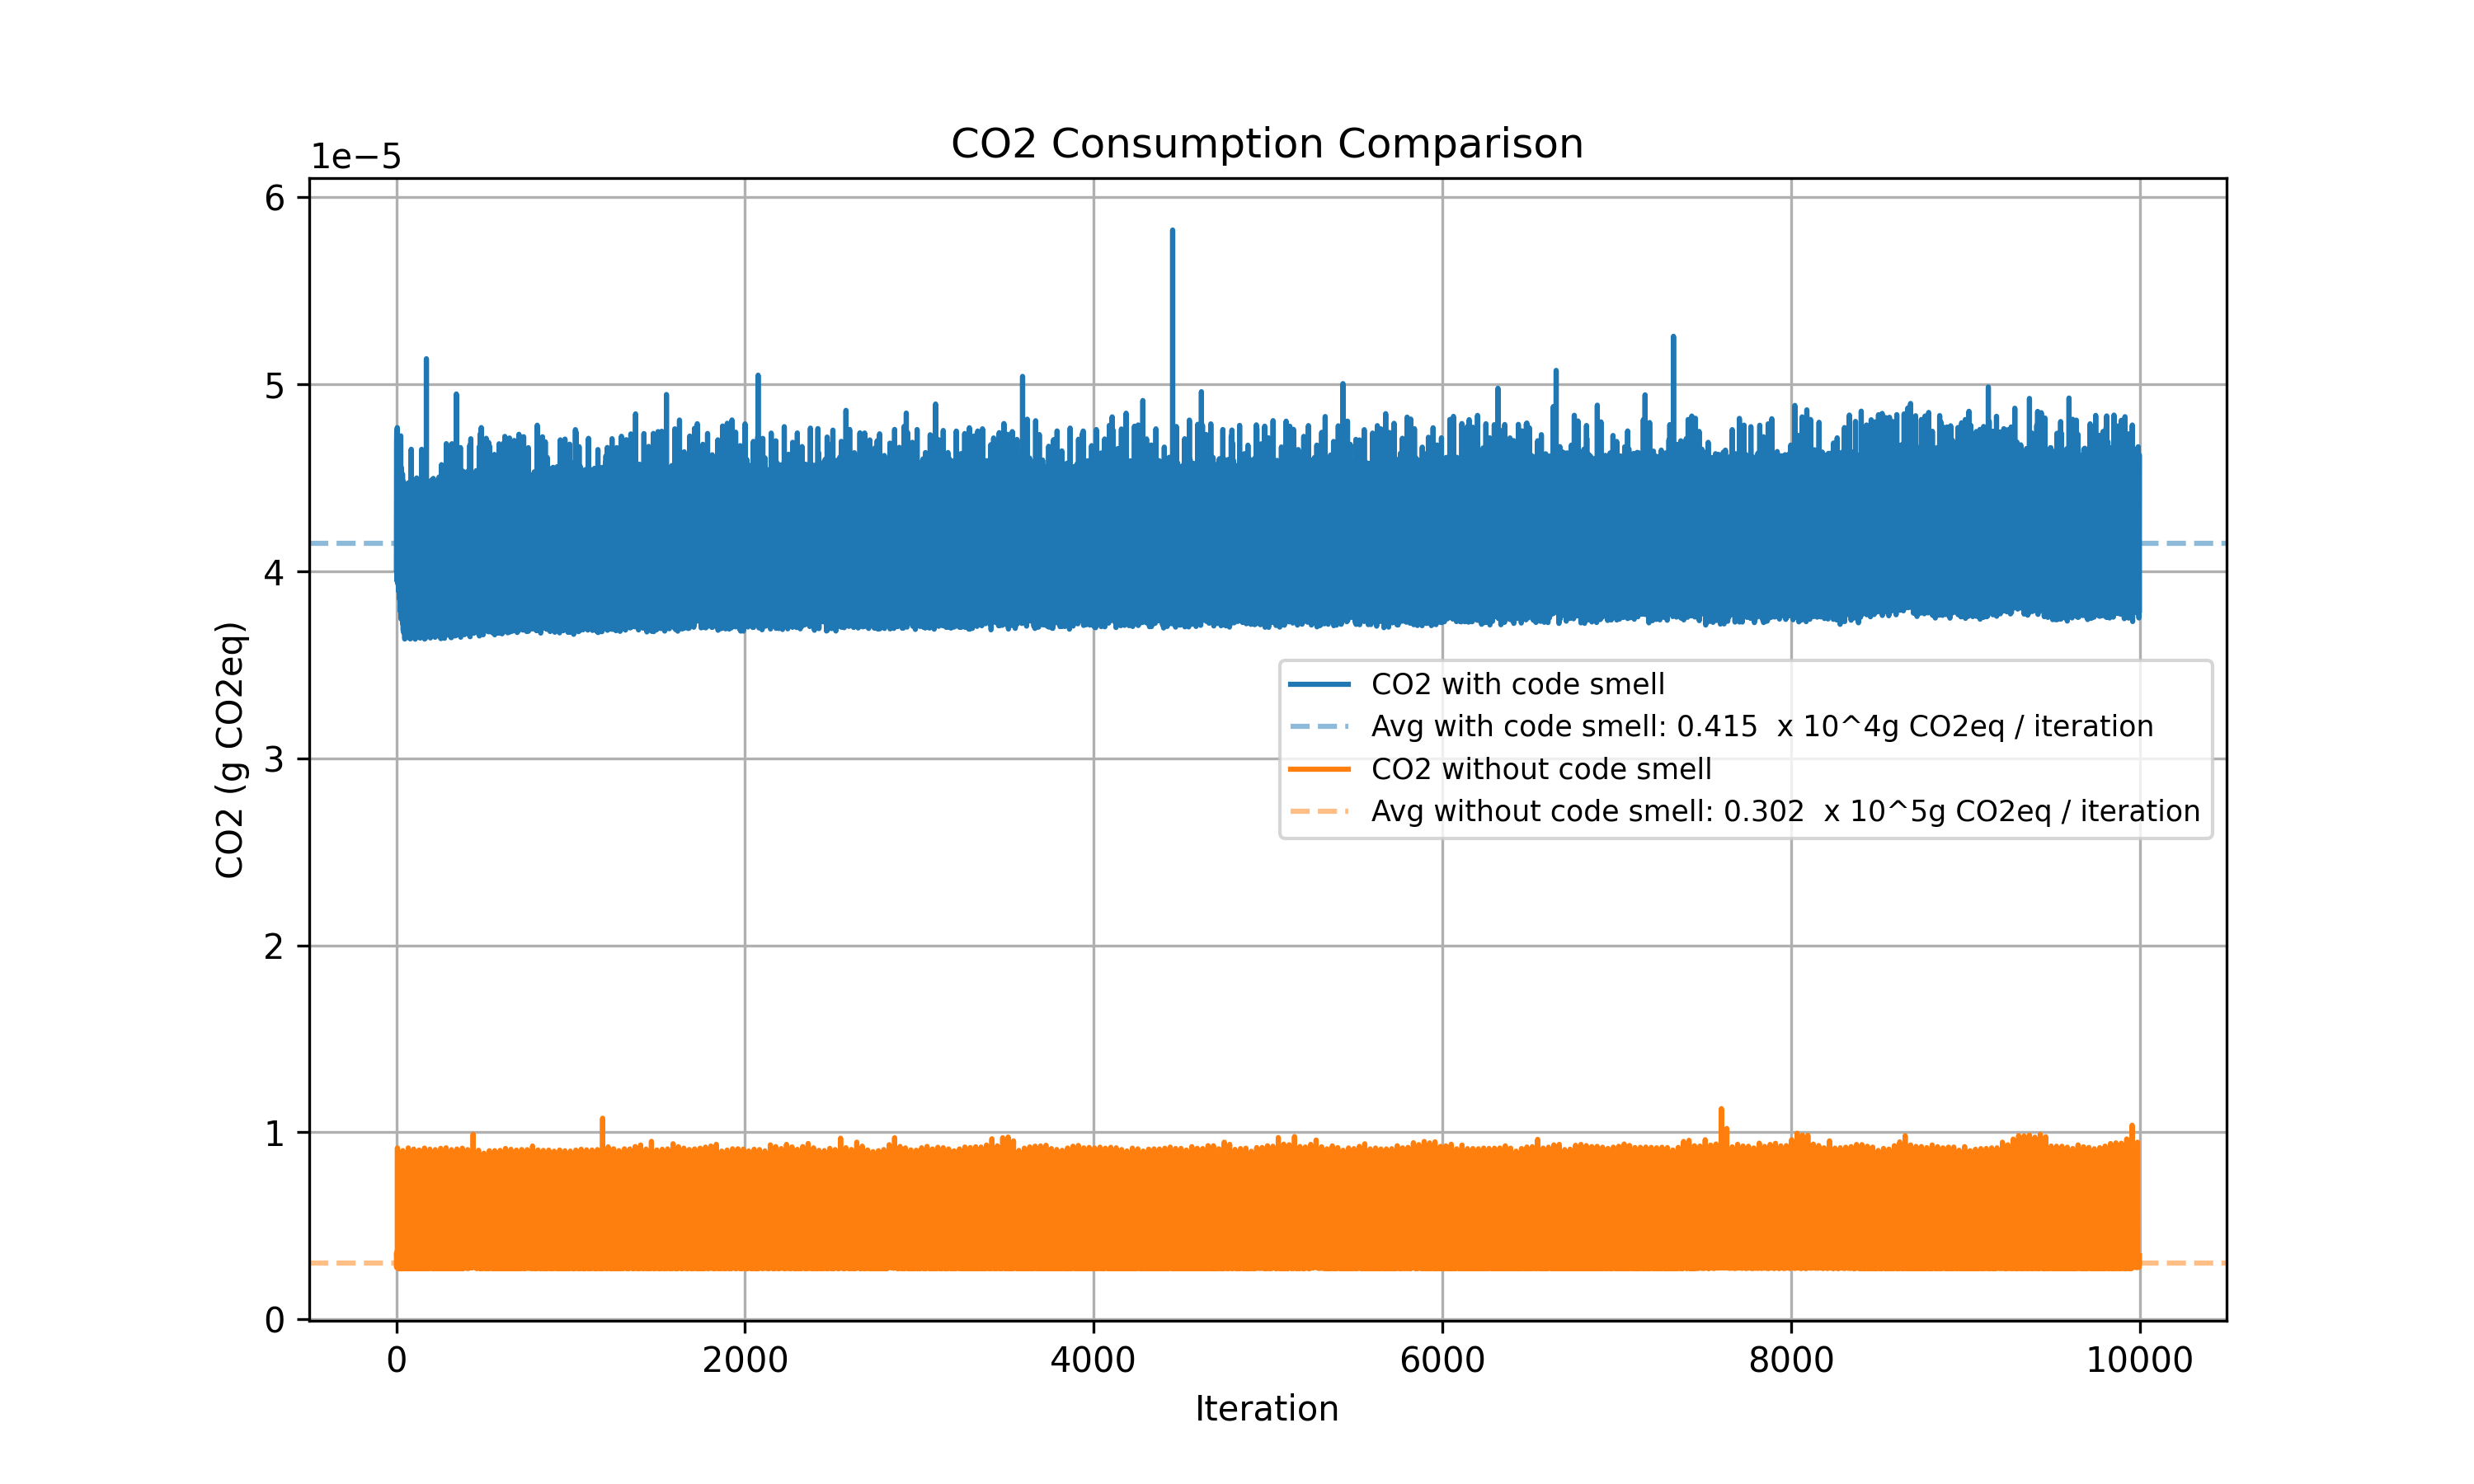 CO2 Consumption Comparison
1e−5
6
5
4
3
2
1
0
CO2 (g CO2eq)
CO2 with code smell
Avg with code smell: 0.415  x 10^4g CO2eq / iteration
CO2 without code smell
Avg without code smell: 0.302  x 10^5g CO2eq / iteration
0 2000 4000 6000 8000 10000
Iteration